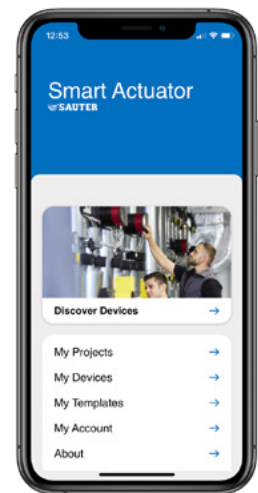 12:53
Smart Actuator
SAUTER
Discover Devices
My Projects
My Devices
My Templates
My Account
About